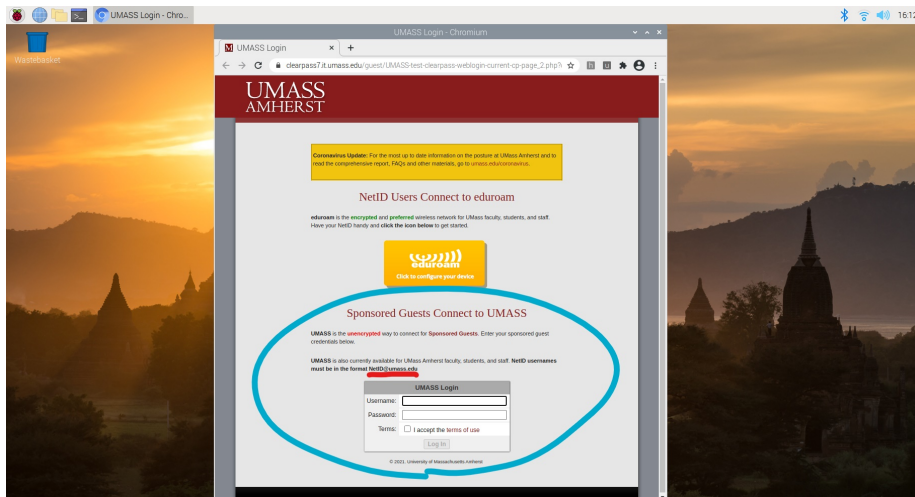 UMASS Login - Chro...
16:12
Wastebasket
UMASS Login - Chromium
UMASS Login
clearpass7.it.umass.edu/guest/UMASS-test-clearpass-weblogin-current-cp-page_2.php?
UMASS
AMHERST
Coronavirus Update: For the most up to date information on the posture at UMass Amherst and to
read the comprehensive report, FAQs and other materials, go to umass.edu/coronavirus.
NetID Users Connect to eduroam
eduroam is the encrypted and preferred wireless network for UMass faculty, students, and staff.
Have your NetID handy and click the icon below to get started.
eduroam
Click to configure your device
Sponsored Guests Connect to UMASS
UMASS is the unencrypted way to connect for Sponsored Guests. Enter your sponsored guest
credentials below.
UMASS is also currently available for UMass Amherst faculty, students, and staff. NetID usernames
must be in the format NetID@umass.edu
UMASS Login
Username:
Password:
Terms: I accept the terms of use
Log In
© 2021, University of Massachusetts Amherst